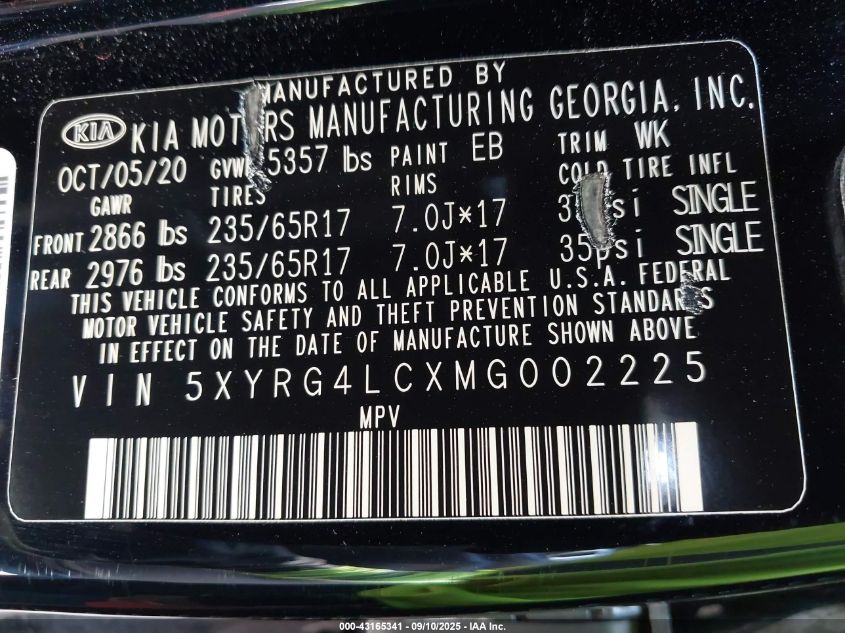 MANUFACTURED BY
KIA KIA MOTORS MANUFACTURING GEORGIA, INC.
OCT/05/20 GVWR 5357 lbs PAINT EB TRIM WK
GAWR TIRES RIMS COLD TIRE INFL
FRONT 2866 lbs 235/65R17 7.0J*17 SINGLE
REAR 2976 lbs 235/65R17 7.0J*17 35psi SINGLE
THIS VEHICLE CONFORMS TO ALL APPLICABLE U.S.A. FEDERAL
MOTOR VEHICLE SAFETY AND THEFT PREVENTION STANDARDS
IN EFFECT ON THE DATE OF MANUFACTURE SHOWN ABOVE
VIN 5XYRG4LCXMG002225
MPV
000-43165341 - 09/10/2025 - IAA Inc.